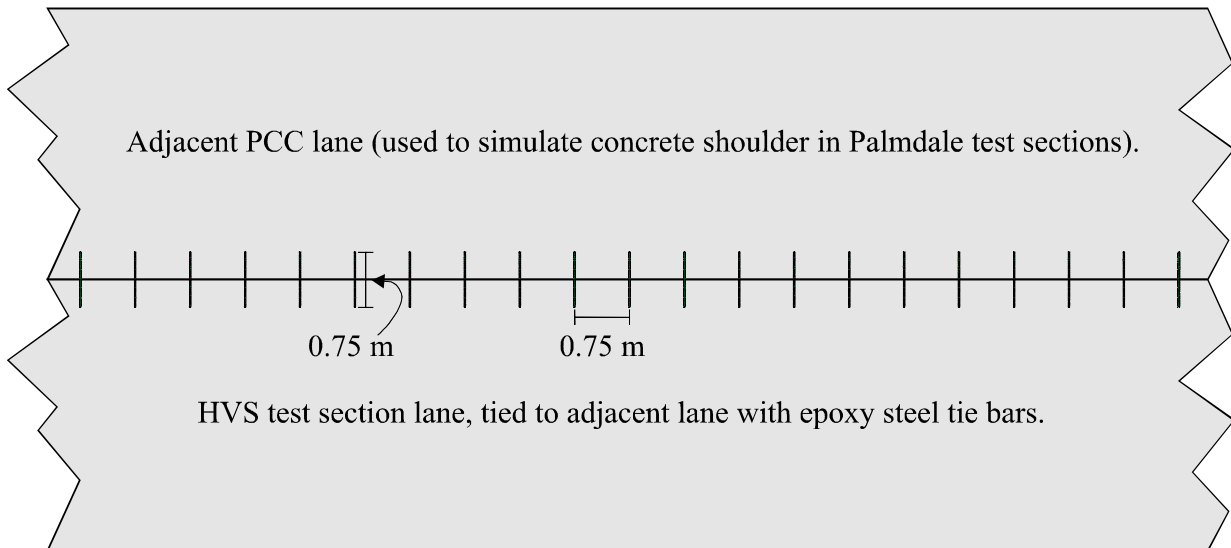 Adjacent PCC lane (used to simulate concrete shoulder in Palmdale test sections).
0.75 m
0.75 m
HVS test section lane, tied to adjacent lane with epoxy steel tie bars.